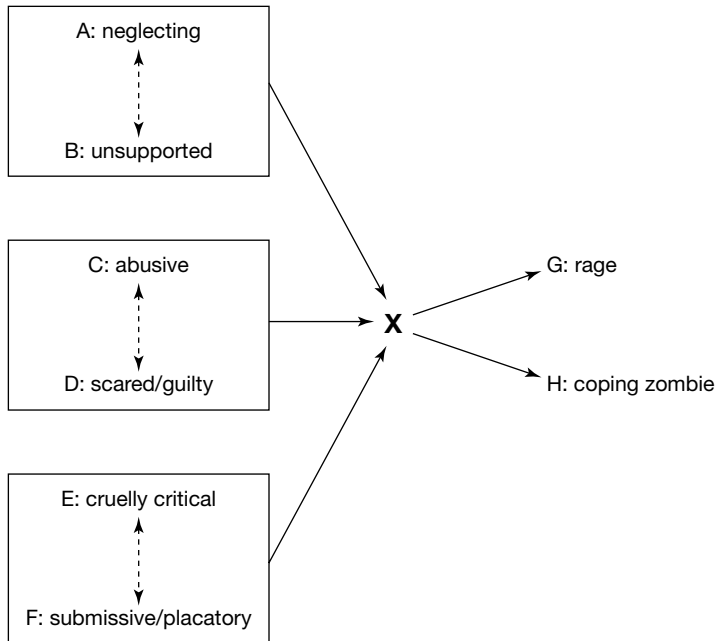 A: neglecting
B: unsupported
C: abusive
D: scared/guilty
E: cruelly critical
F: submissive/placatory
X
G: rage
H: coping zombie